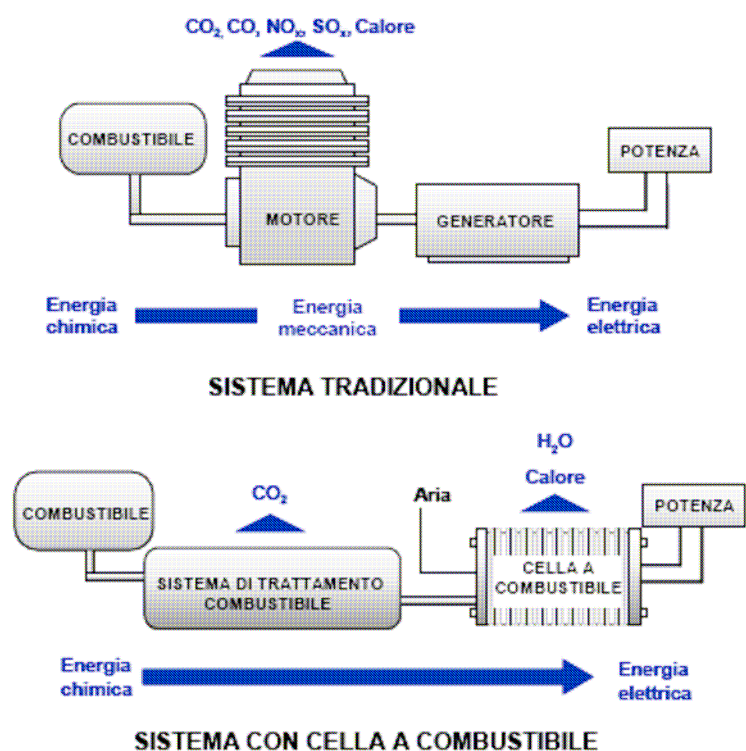 CO₂, CO, NOₓ, SOₓ, Calore
COMBUSTIBILE
POTENZA
MOTORE
GENERATORE
Energia
chimica
Energia
meccanica
Energia
elettrica
SISTEMA TRADIZIONALE
H₂O
Calore
CO₂
Aria
COMBUSTIBILE
POTENZA
SISTEMA DI TRATTAMENTO
COMBUSTIBILE
CELLA A
COMBUSTIBILE
Energia
chimica
Energia
elettrica
SISTEMA CON CELLA A COMBUSTIBILE